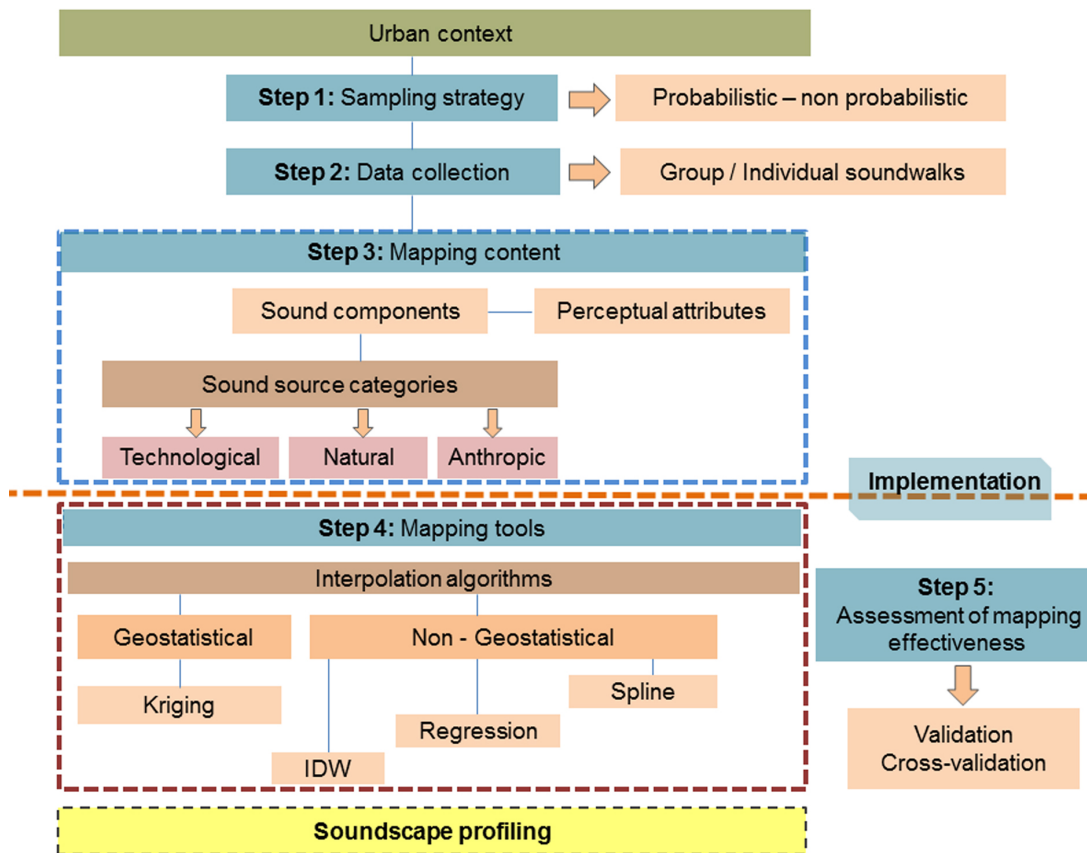 Urban context
Step 1: Sampling strategy
Probabilistic – non probabilistic
Step 2: Data collection
Group / Individual soundwalks
Step 3: Mapping content
Sound components
Perceptual attributes
Sound source categories
Technological
Natural
Anthropic
Implementation
Step 4: Mapping tools
Interpolation algorithms
Geostatistical
Non - Geostatistical
Kriging
Spline
Regression
IDW
Step 5:
Assessment of mapping
effectiveness
Validation
Cross-validation
Soundscape profiling